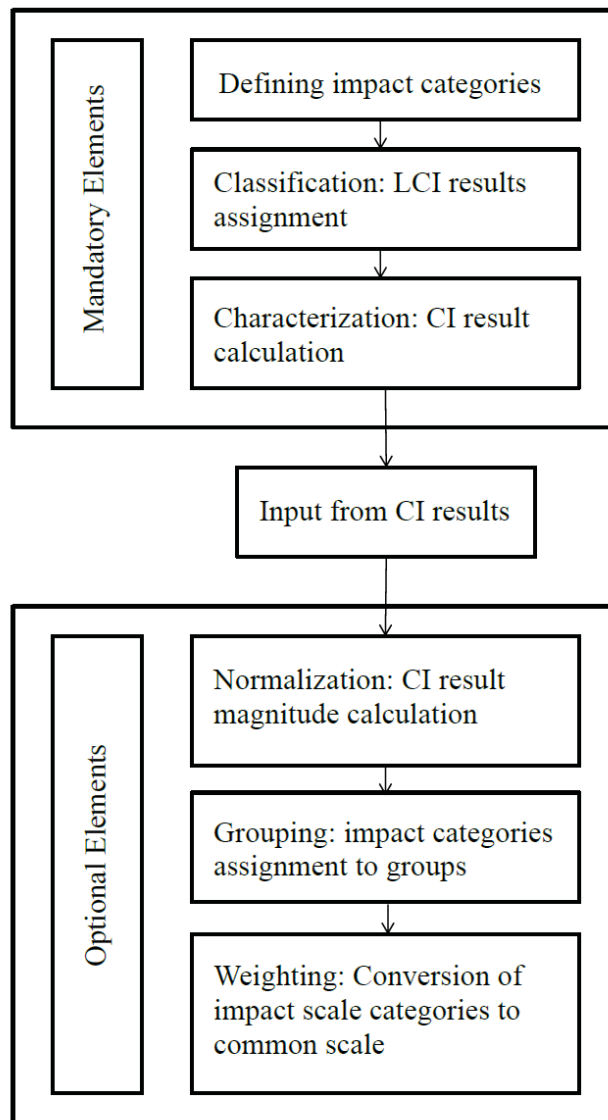 Mandatory Elements
Defining impact categories
Classification: LCI results
assignment
Characterization: CI result
calculation
Input from CI results
Optional Elements
Normalization: CI result
magnitude calculation
Grouping: impact categories
assignment to groups
Weighting: Conversion of
impact scale categories to
common scale